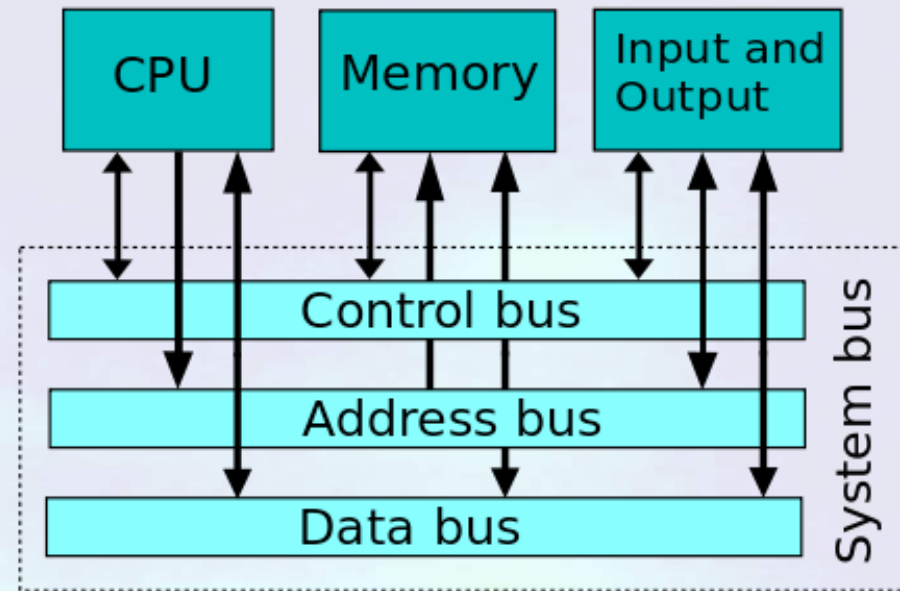 CPU
Memory
Input and
Output
Control bus
Address bus
Data bus
System bus